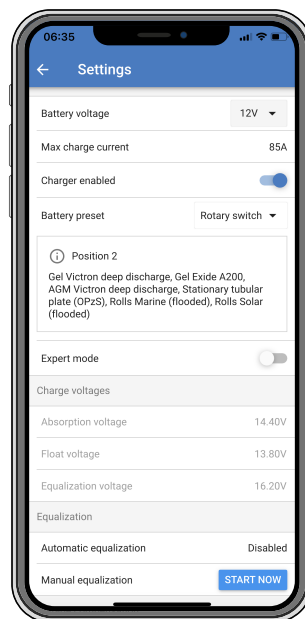 06:35
Settings
Battery voltage 12V
Max charge current 85A
Charger enabled
Battery preset Rotary switch
Position 2
Gel Victron deep discharge, Gel Exide A200,
AGM Victron deep discharge, Stationary tubular
plate (OPzS), Rolls Marine (flooded), Rolls Solar
(flooded)
Expert mode
Charge voltages
Absorption voltage 14.40V
Float voltage 13.80V
Equalization voltage 16.20V
Equalization
Automatic equalization Disabled
Manual equalization START NOW